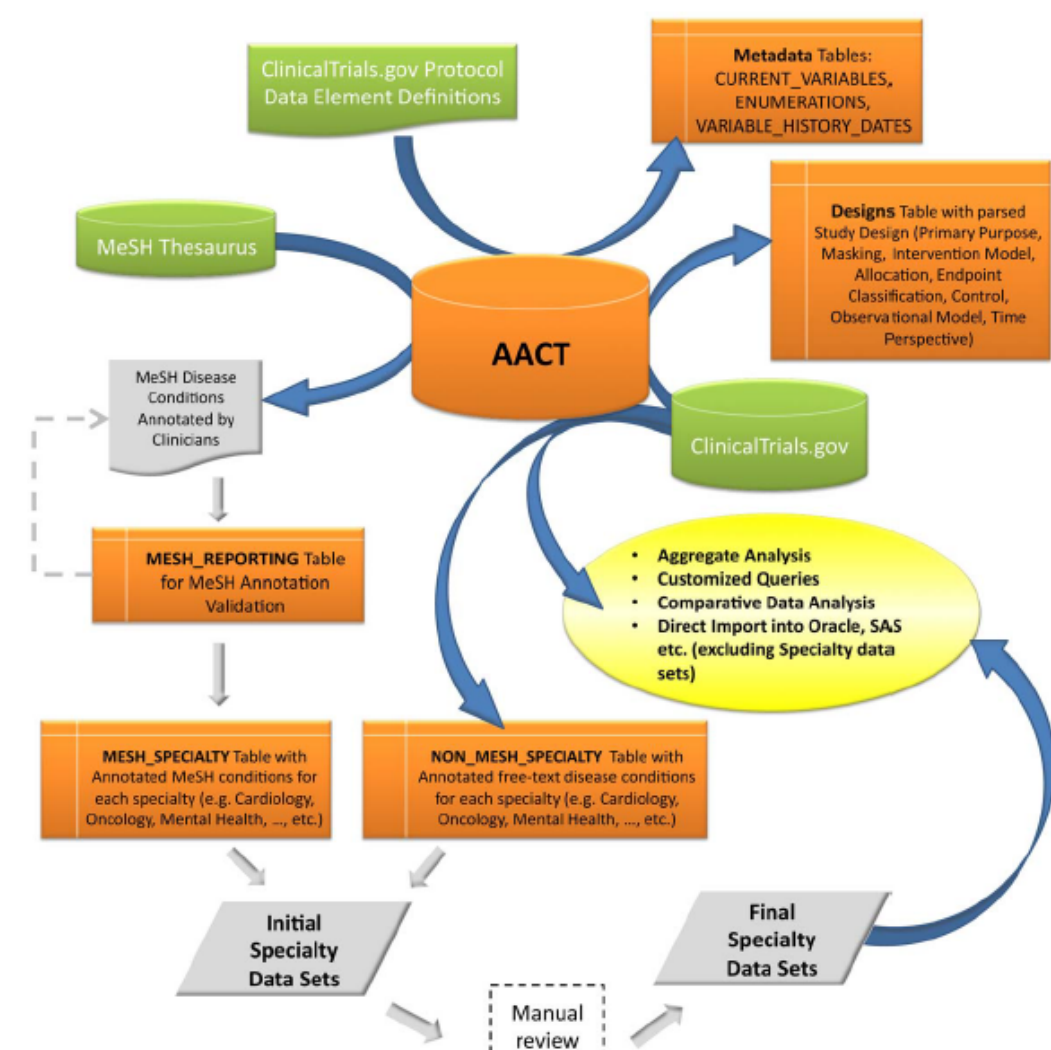 ClinicalTrials.gov Protocol
Data Element Definitions
Metadata Tables:
CURRENT_VARIABLES,
ENUMERATIONS,
VARIABLE_HISTORY_DATES
MeSH Thesaurus
Designs Table with parsed
Study Design (Primary Purpose,
Masking, Intervention Model,
Allocation, Endpoint
Classification, Control,
Observational Model, Time
Perspective)
AACT
MeSH Disease
Conditions
Annotated by
Clinicians
ClinicalTrials.gov
MESH_REPORTING Table
for MeSH Annotation
Validation
• Aggregate Analysis
• Customized Queries
• Comparative Data Analysis
• Direct Import into Oracle, SAS
etc. (excluding Specialty data
sets)
MESH_SPECIALTY Table with
Annotated MeSH conditions for
each specialty (e.g. Cardiology,
Oncology, Mental Health, ..., etc.)
NON_MESH_SPECIALTY Table with
Annotated free-text disease conditions
for each specialty (e.g. Cardiology,
Oncology, Mental Health, ..., etc.)
Initial
Specialty
Data Sets
Final
Specialty
Data Sets
Manual
review